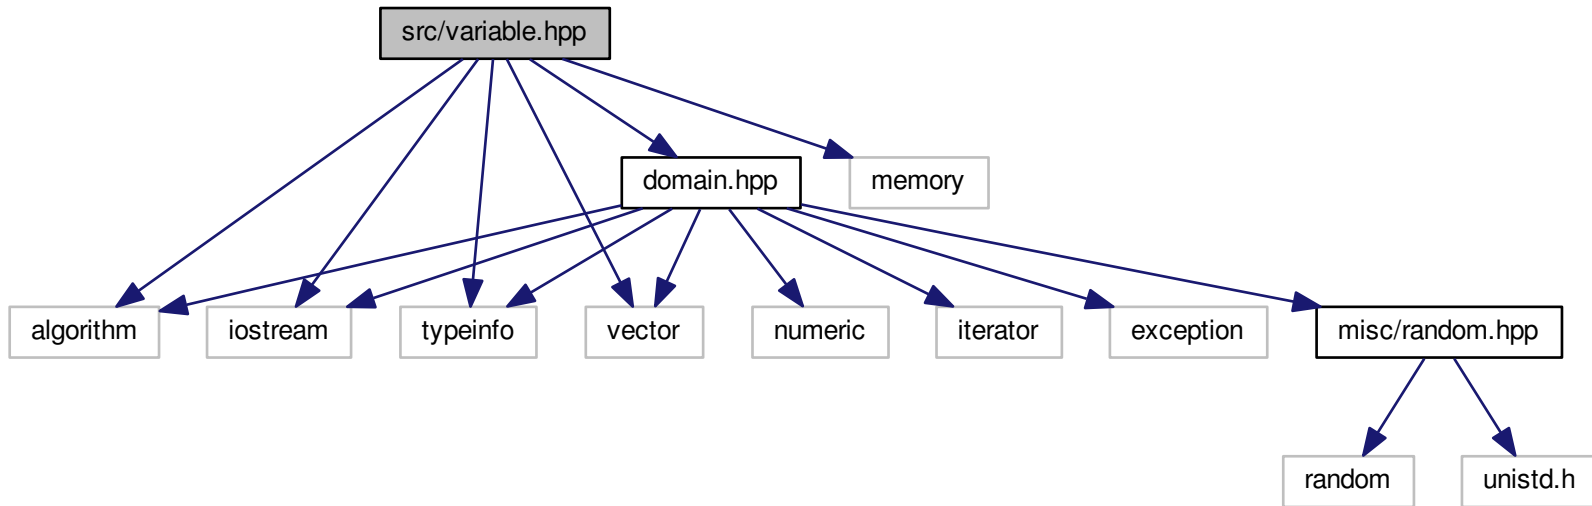 src/variable.hpp
domain.hpp
memory
algorithm
iostream
typeinfo
vector
numeric
iterator
exception
misc/random.hpp
random
unistd.h